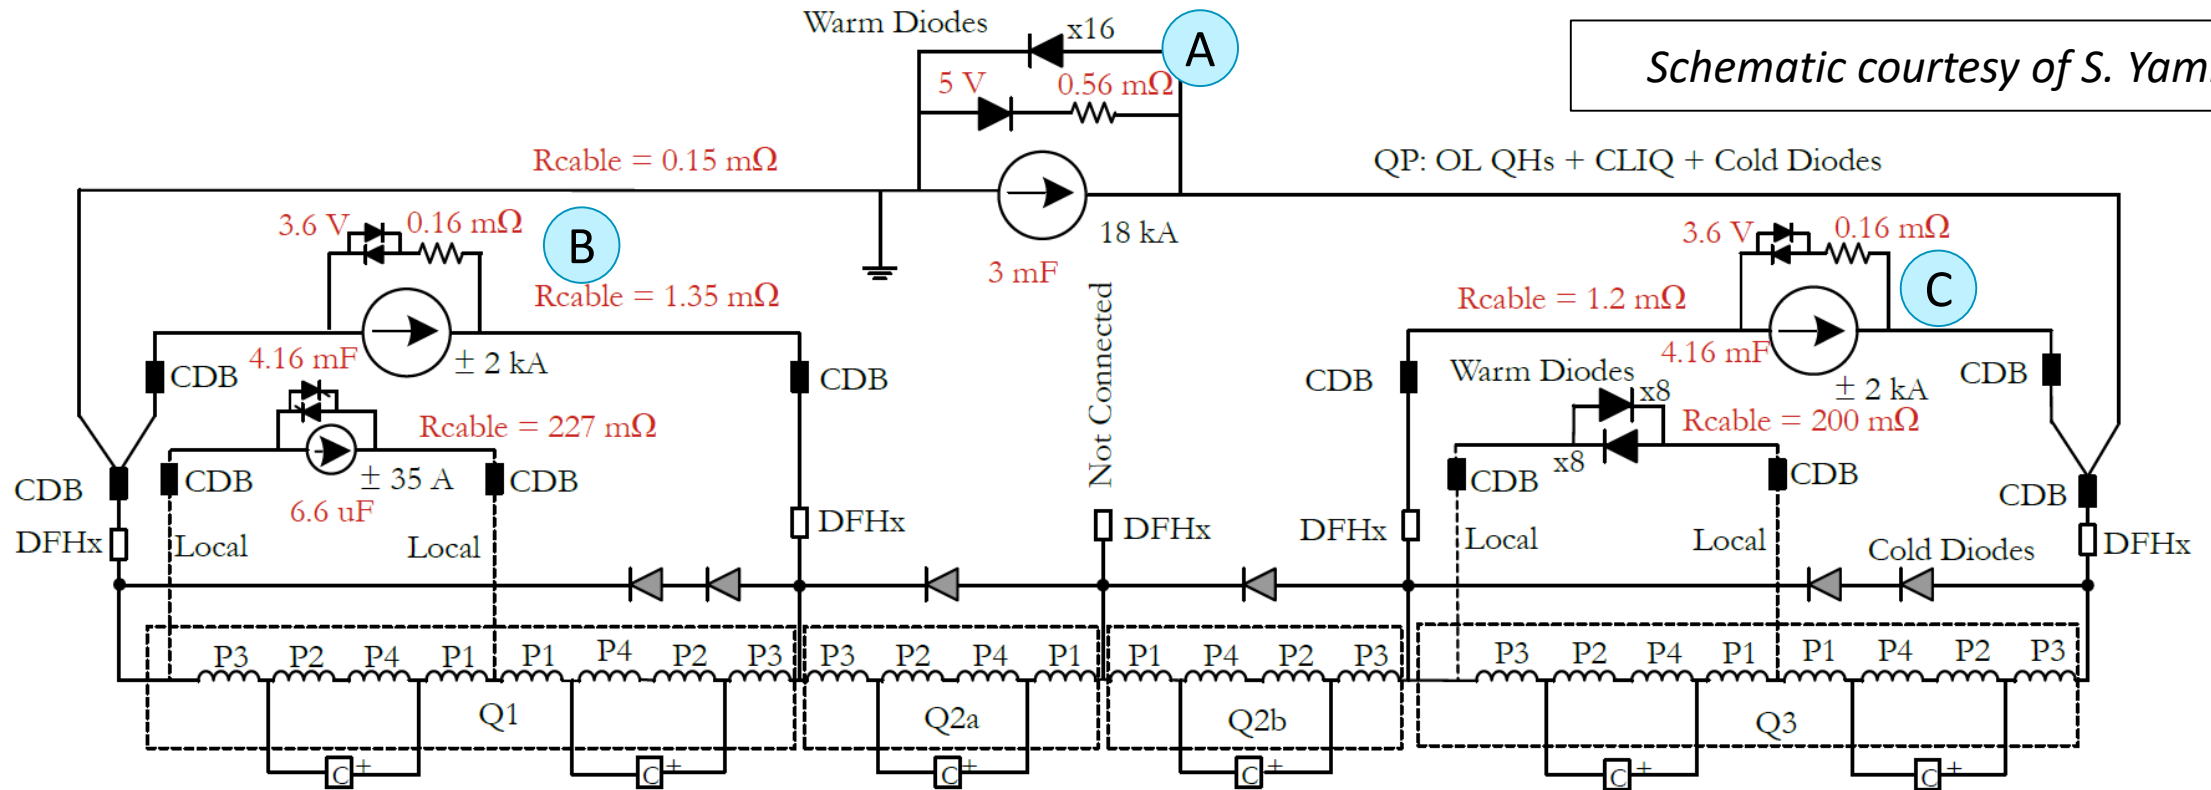 Warm Diodes
x16
A
Schematic courtesy of S. Yam
5 V
0.56 mΩ
Rcable = 0.15 mΩ
QP: OL QHs + CLIQ + Cold Diodes
3.6 V
0.16 mΩ
B
18 kA
3 mF
3.6 V
0.16 mΩ
C
Rcable = 1.35 mΩ
Rcable = 1.2 mΩ
4.16 mF
± 2 kA
CDB
CDB
Not Connected
CDB
Warm Diodes
4.16 mF
± 2 kA
CDB
x8
Rcable = 227 mΩ
Rcable = 200 mΩ
x8
CDB
CDB
± 35 A
CDB
6.6 uF
CDB
CDB
CDB
DFHx
Local
Local
DFHx
DFHx
DFHx
Local
Local
Cold Diodes
DFHx
P3 P2 P4 P1 P1 P4 P2 P3 P3 P2 P4 P1 P1 P4 P2 P3 P3 P2 P4 P1 P1 P4 P2 P3
Q1
Q2a
Q2b
Q3
C + C + C + C + C + C +